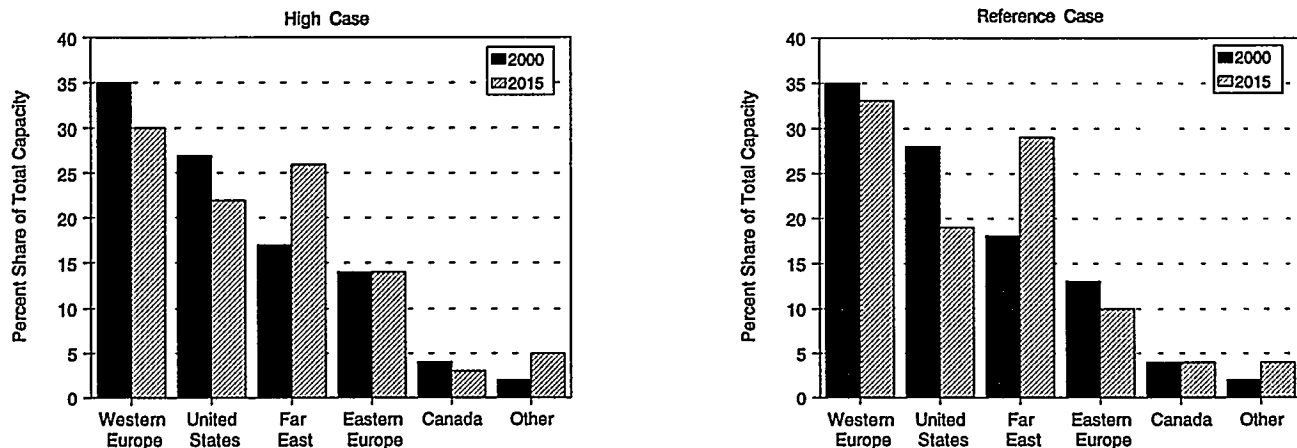 High Case
Percent Share of Total Capacity
40
35
30
25
20
15
10
5
0
2000
2015
Western
Europe
United
States
Far
East
Eastern
Europe
Canada
Other
Reference Case
Percent Share of Total Capacity
40
35
30
25
20
15
10
5
0
2000
2015
Western
Europe
United
States
Far
East
Eastern
Europe
Canada
Other